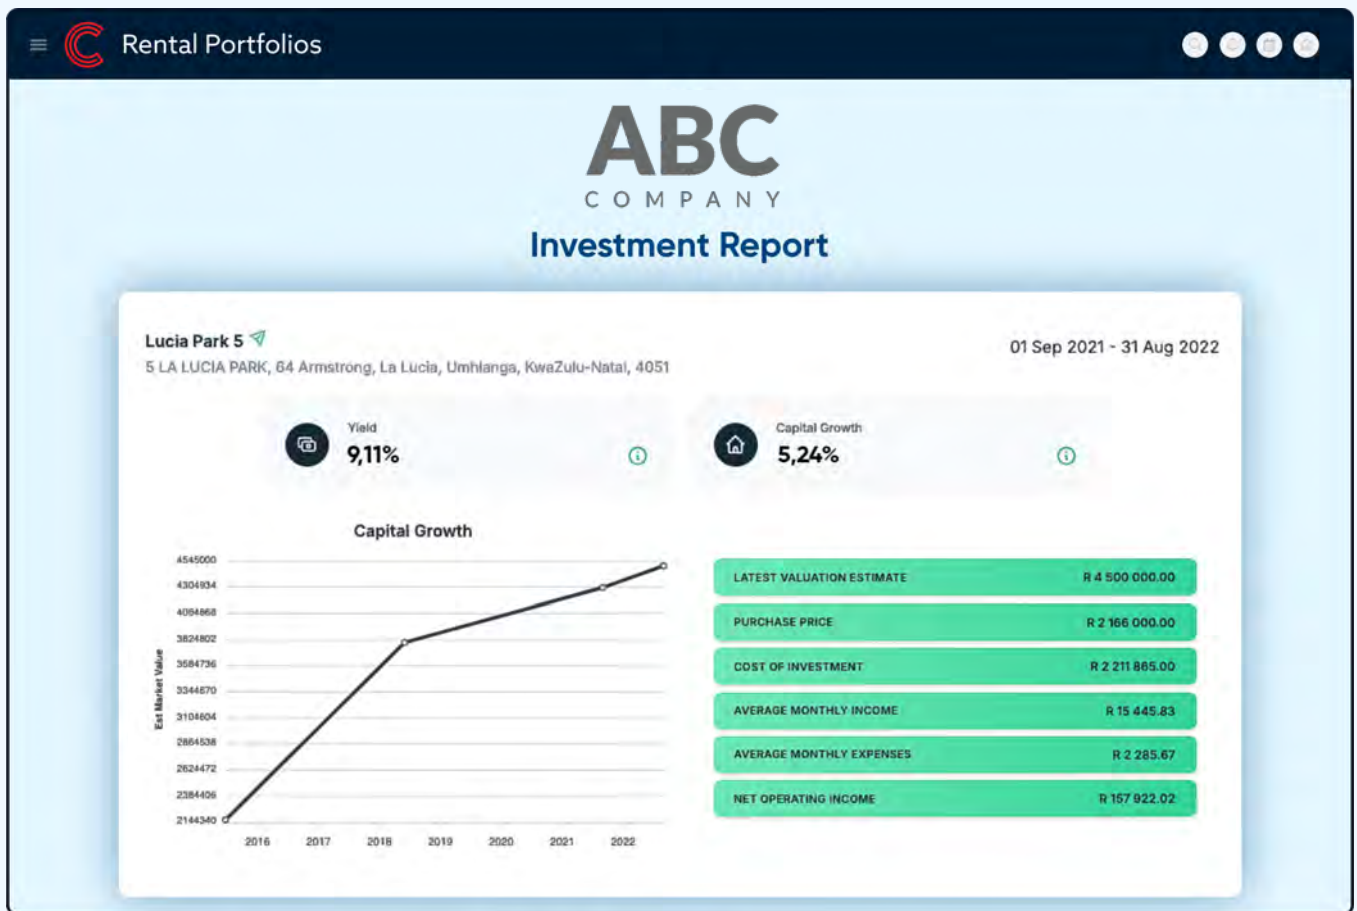 Rental Portfolios
ABC
COMPANY
Investment Report
Lucia Park 5
01 Sep 2021 - 31 Aug 2022
5 LA LUCIA PARK, 64 Armstrong, La Lucia, Umhlanga, KwaZulu-Natal, 4051
Yield
9,11%
Capital Growth
5,24%
Capital Growth
Est Market Value
4545000
4304934
4064868
3824802
3584736
3344670
3104604
2864538
2624472
2384406
2144340
2016 2017 2018 2019 2020 2021 2022
LATEST VALUATION ESTIMATE R 4 500 000.00
PURCHASE PRICE R 2 166 000.00
COST OF INVESTMENT R 2 211 865.00
AVERAGE MONTHLY INCOME R 15 445.83
AVERAGE MONTHLY EXPENSES R 2 285.67
NET OPERATING INCOME R 157 922.02